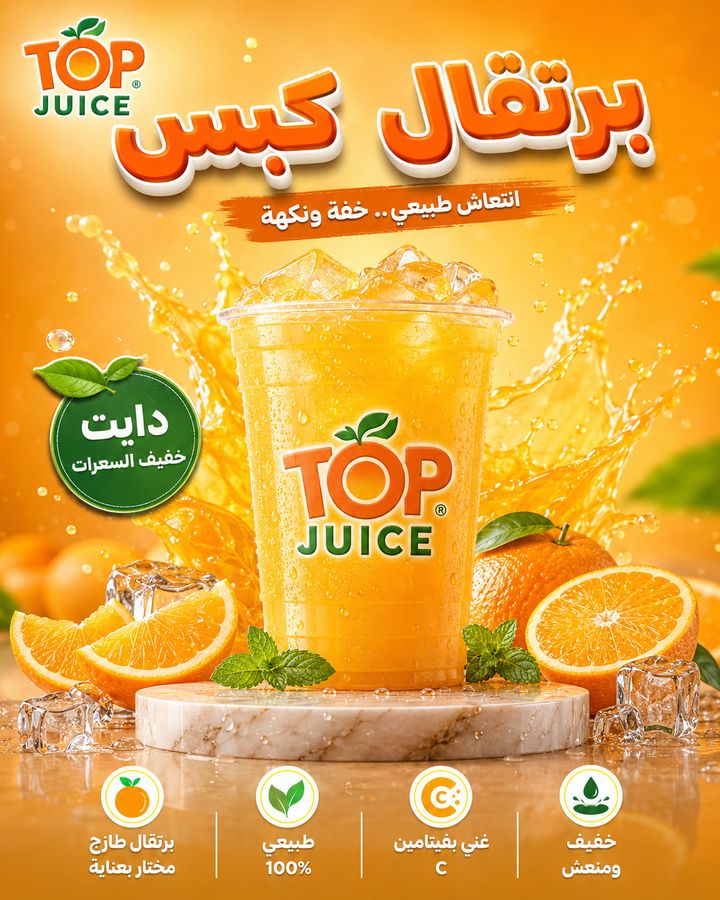 TOP
JUICE®
برتقال كبس
انتعاش طبيعي.. خفة ونكهة
دايت
خفيف السعرات
TOP
JUICE®
خفيف
ومنعش
غني بفيتامين
C
طبيعي
100%
برتقال طازج
مختار بعناية